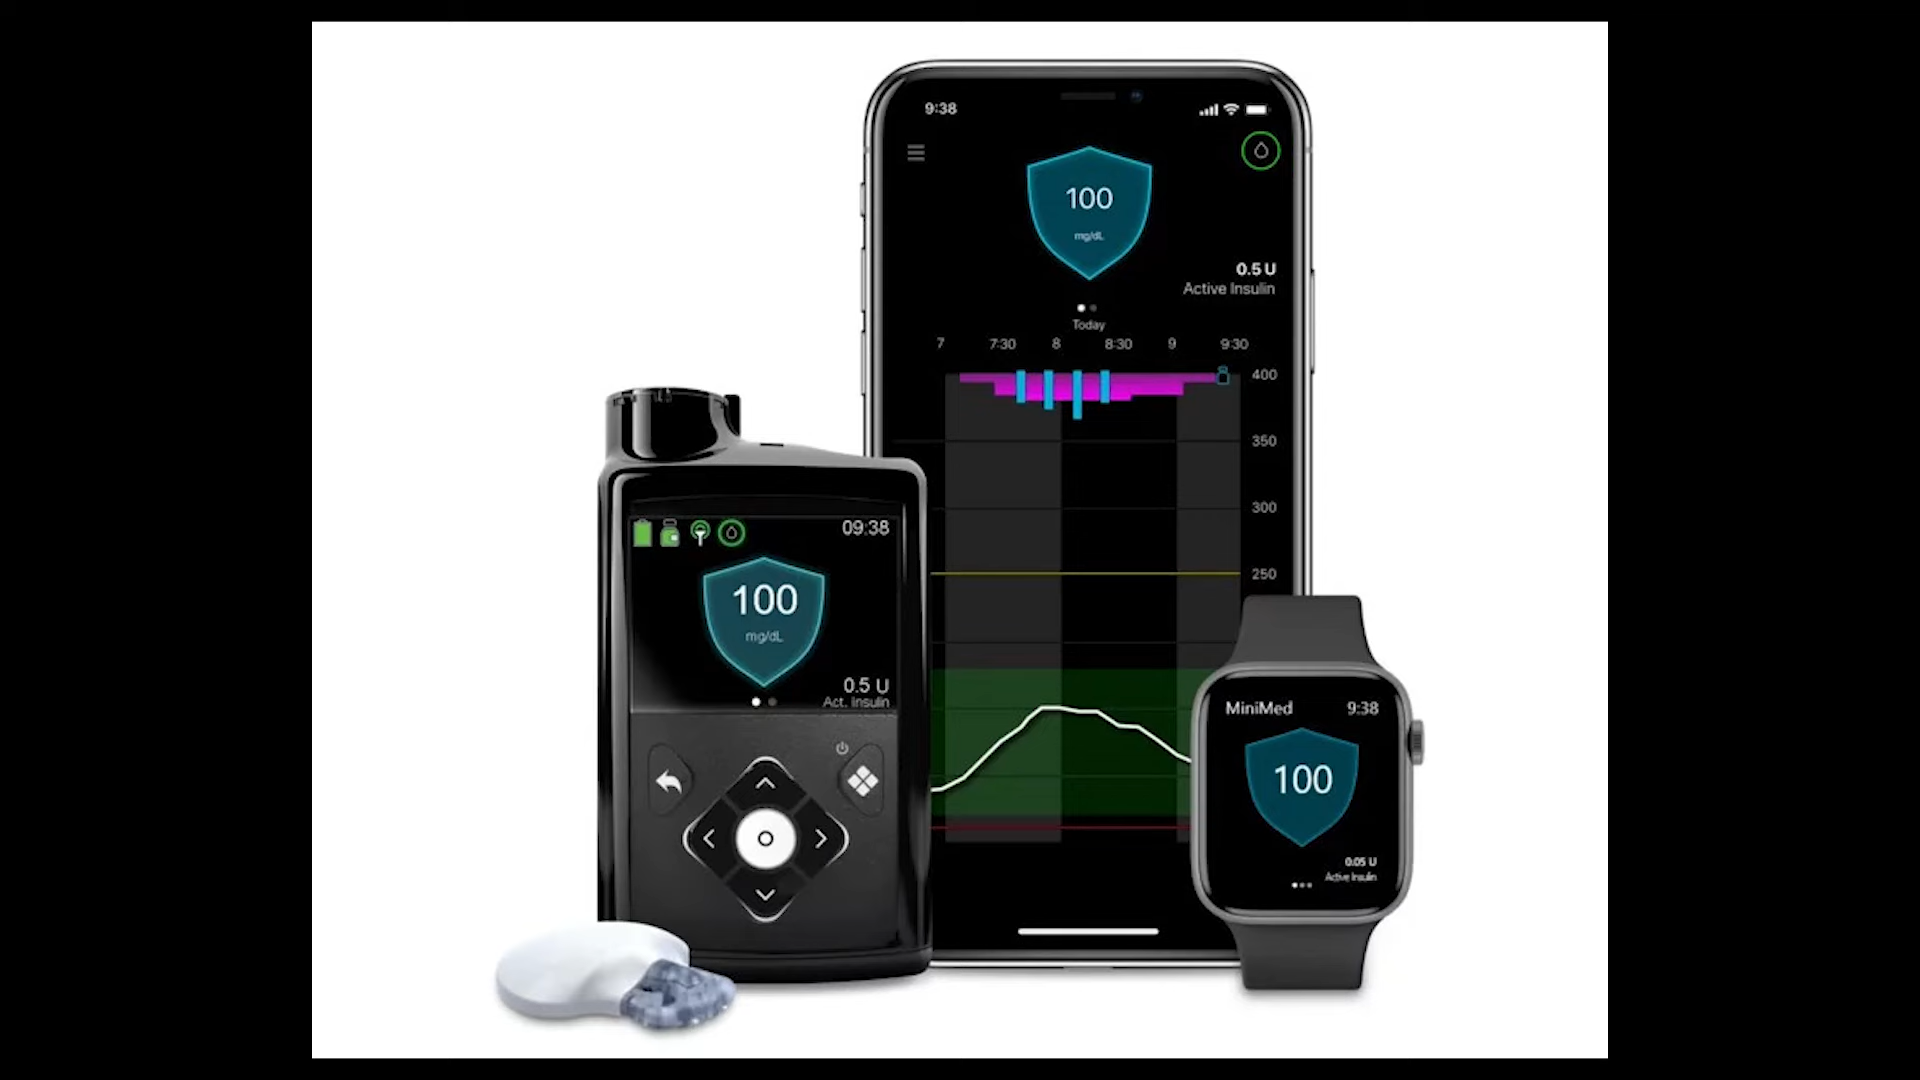 9:38
100
mg/dL
0.5 U
Active Insulin
Today
7 7:30 8 8:30 9 9:30
400
350
300
250
09:38
100
mg/dL
0.5 U
Act. Insulin
MiniMed 9:38
100
0.05 U
Active Insulin